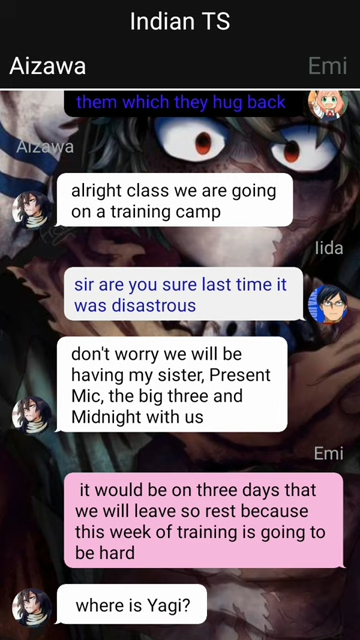 Indian TS
Aizawa
Emi
them which they hug back
Aizawa
alright class we are going
on a training camp
Iida
sir are you sure last time it
was disastrous
don't worry we will be
having my sister, Present
Mic, the big three and
Midnight with us
Emi
it would be on three days that
we will leave so rest because
this week of training is going to
be hard
where is Yagi?